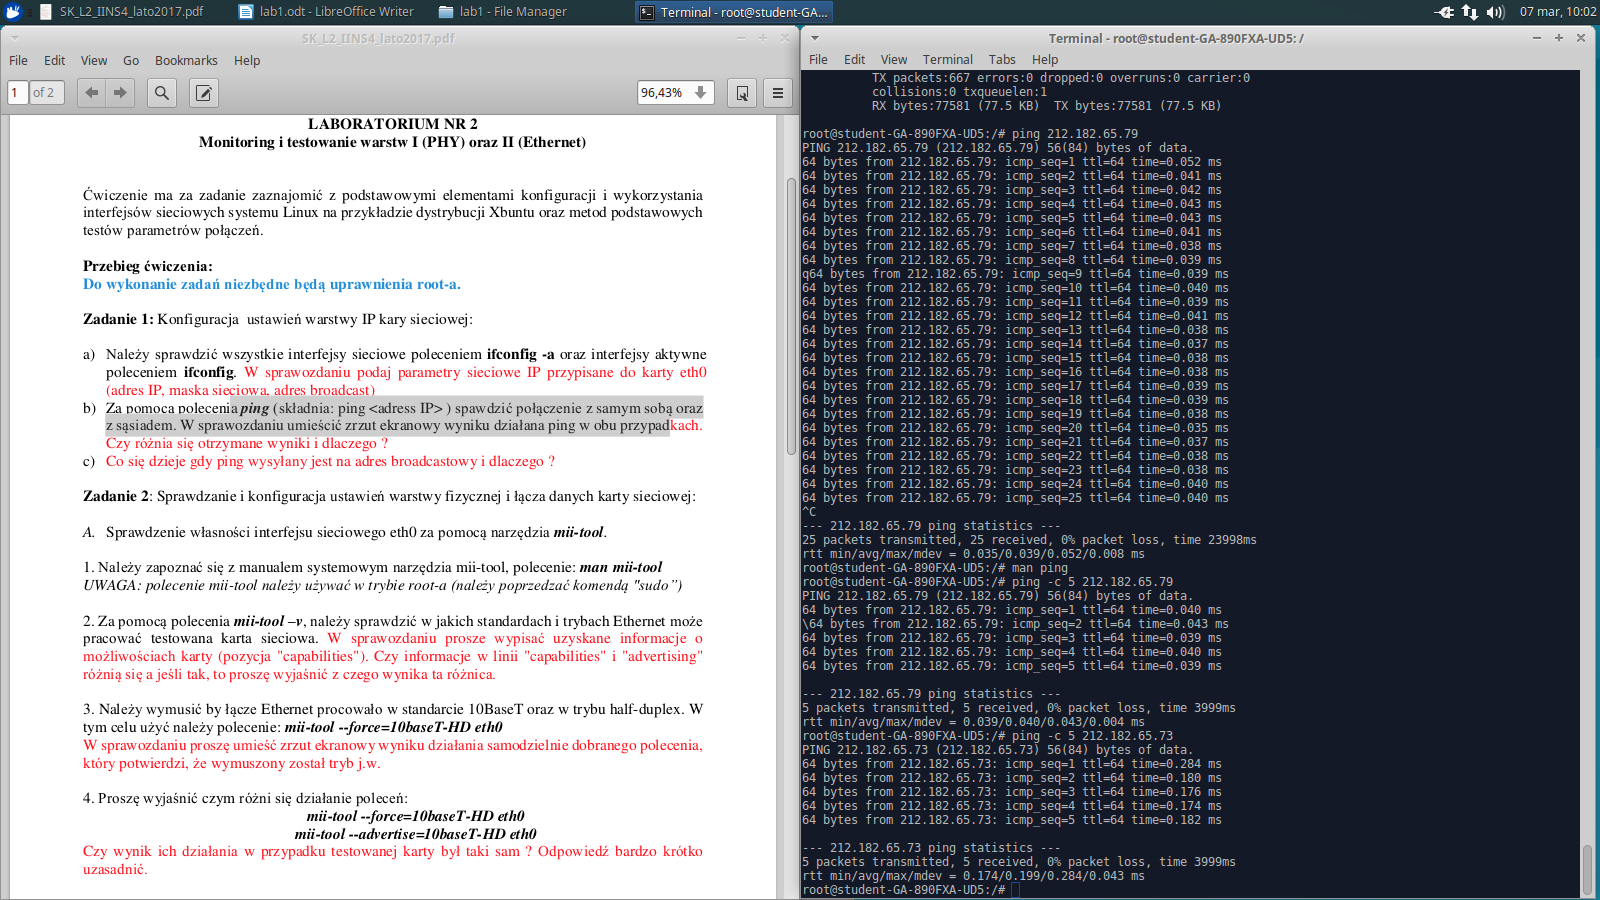 SK_L2_IINS4_lato2017.pdf
lab1.odt - LibreOffice Writer
lab1 - File Manager
Terminal - root@student-GA...
07 mar, 10:02
SK_L2_IINS4_lato2017.pdf
File Edit View Go Bookmarks Help
1 of 2
96,43%
LABORATORIUM NR 2
Monitoring i testowanie warstw I (PHY) oraz II (Ethernet)
Ćwiczenie ma za zadanie zaznajomić z podstawowymi elementami konfiguracji i wykorzystania
interfejsów sieciowych systemu Linux na przykładzie dystrybucji Xbuntu oraz metod podstawowych
testów parametrów połączeń.
Przebieg ćwiczenia:
Do wykonanie zadań niezbędne będą uprawnienia root-a.
Zadanie 1: Konfiguracja ustawień warstwy IP kary sieciowej:
a) Należy sprawdzić wszystkie interfejsy sieciowe poleceniem ifconfig -a oraz interfejsy aktywne
poleceniem ifconfig. W sprawozdaniu podaj parametry sieciowe IP przypisane do karty eth0
(adres IP, maska sieciowa, adres broadcast)
b) Za pomocą polecenia ping (składnia: ping <adress IP> ) spawdzić połączenie z samym sobą oraz
z sąsiadem. W sprawozdaniu umieścić zrzut ekranowy wyniku działana ping w obu przypadkach.
Czy różnia się otrzymane wyniki i dlaczego ?
c) Co się dzieje gdy ping wysyłany jest na adres broadcastowy i dlaczego ?
Zadanie 2: Sprawdzanie i konfiguracja ustawień warstwy fizycznej i łącza danych karty sieciowej:
A. Sprawdzenie własności interfejsu sieciowego eth0 za pomocą narzędzia mii-tool.
1. Należy zapoznać się z manualem systemowym narzędzia mii-tool, polecenie: man mii-tool
UWAGA: polecenie mii-tool należy używać w trybie root-a (należy poprzedzać komendą "sudo")
2. Za pomocą polecenia mii-tool –v, należy sprawdzić w jakich standardach i trybach Ethernet może
pracować testowana karta sieciowa. W sprawozdaniu prosze wypisać uzyskane informacje o
możliwościach karty (pozycja "capabilities"). Czy informacje w linii "capabilities" i "advertising"
różnią się a jeśli tak, to proszę wyjaśnić z czego wynika ta różnica.
3. Należy wymusić by łącze Ethernet procowało w standarcie 10BaseT oraz w trybu half-duplex. W
tym celu użyć należy polecenie: mii-tool --force=10baseT-HD eth0
W sprawozdaniu proszę umieść zrzut ekranowy wyniku działania samodzielnie dobranego polecenia,
który potwierdzi, że wymuszony został tryb j.w.
4. Proszę wyjaśnić czym różni się działanie poleceń:
mii-tool --force=10baseT-HD eth0
mii-tool --advertise=10baseT-HD eth0
Czy wynik ich działania w przypadku testowanej karty był taki sam ? Odpowiedź bardzo krótko
uzasadnić.
Terminal - root@student-GA-890FXA-UD5: /
File Edit View Terminal Tabs Help
TX packets:667 errors:0 dropped:0 overruns:0 carrier:0
collisions:0 txqueuelen:1
RX bytes:77581 (77.5 KB) TX bytes:77581 (77.5 KB)
root@student-GA-890FXA-UD5:/# ping 212.182.65.79
PING 212.182.65.79 (212.182.65.79) 56(84) bytes of data.
64 bytes from 212.182.65.79: icmp_seq=1 ttl=64 time=0.052 ms
64 bytes from 212.182.65.79: icmp_seq=2 ttl=64 time=0.041 ms
64 bytes from 212.182.65.79: icmp_seq=3 ttl=64 time=0.042 ms
64 bytes from 212.182.65.79: icmp_seq=4 ttl=64 time=0.043 ms
64 bytes from 212.182.65.79: icmp_seq=5 ttl=64 time=0.043 ms
64 bytes from 212.182.65.79: icmp_seq=6 ttl=64 time=0.041 ms
64 bytes from 212.182.65.79: icmp_seq=7 ttl=64 time=0.038 ms
64 bytes from 212.182.65.79: icmp_seq=8 ttl=64 time=0.039 ms
q64 bytes from 212.182.65.79: icmp_seq=9 ttl=64 time=0.039 ms
64 bytes from 212.182.65.79: icmp_seq=10 ttl=64 time=0.040 ms
64 bytes from 212.182.65.79: icmp_seq=11 ttl=64 time=0.039 ms
64 bytes from 212.182.65.79: icmp_seq=12 ttl=64 time=0.041 ms
64 bytes from 212.182.65.79: icmp_seq=13 ttl=64 time=0.038 ms
64 bytes from 212.182.65.79: icmp_seq=14 ttl=64 time=0.037 ms
64 bytes from 212.182.65.79: icmp_seq=15 ttl=64 time=0.038 ms
64 bytes from 212.182.65.79: icmp_seq=16 ttl=64 time=0.040 ms
64 bytes from 212.182.65.79: icmp_seq=17 ttl=64 time=0.039 ms
64 bytes from 212.182.65.79: icmp_seq=18 ttl=64 time=0.039 ms
64 bytes from 212.182.65.79: icmp_seq=19 ttl=64 time=0.038 ms
64 bytes from 212.182.65.79: icmp_seq=20 ttl=64 time=0.035 ms
64 bytes from 212.182.65.79: icmp_seq=21 ttl=64 time=0.037 ms
64 bytes from 212.182.65.79: icmp_seq=22 ttl=64 time=0.038 ms
64 bytes from 212.182.65.79: icmp_seq=23 ttl=64 time=0.038 ms
64 bytes from 212.182.65.79: icmp_seq=24 ttl=64 time=0.040 ms
64 bytes from 212.182.65.79: icmp_seq=25 ttl=64 time=0.040 ms
^C
--- 212.182.65.79 ping statistics ---
25 packets transmitted, 25 received, 0% packet loss, time 23998ms
rtt min/avg/max/mdev = 0.035/0.039/0.052/0.008 ms
root@student-GA-890FXA-UD5:/# man ping
root@student-GA-890FXA-UD5:/# ping -c 5 212.182.65.79
PING 212.182.65.79 (212.182.65.79) 56(84) bytes of data.
64 bytes from 212.182.65.79: icmp_seq=1 ttl=64 time=0.040 ms
\64 bytes from 212.182.65.79: icmp_seq=2 ttl=64 time=0.043 ms
64 bytes from 212.182.65.79: icmp_seq=3 ttl=64 time=0.039 ms
64 bytes from 212.182.65.79: icmp_seq=4 ttl=64 time=0.040 ms
64 bytes from 212.182.65.79: icmp_seq=5 ttl=64 time=0.039 ms
--- 212.182.65.79 ping statistics ---
5 packets transmitted, 5 received, 0% packet loss, time 3999ms
rtt min/avg/max/mdev = 0.039/0.040/0.043/0.004 ms
root@student-GA-890FXA-UD5:/# ping -c 5 212.182.65.73
PING 212.182.65.73 (212.182.65.73) 56(84) bytes of data.
64 bytes from 212.182.65.73: icmp_seq=1 ttl=64 time=0.284 ms
64 bytes from 212.182.65.73: icmp_seq=2 ttl=64 time=0.180 ms
64 bytes from 212.182.65.73: icmp_seq=3 ttl=64 time=0.176 ms
64 bytes from 212.182.65.73: icmp_seq=4 ttl=64 time=0.174 ms
64 bytes from 212.182.65.73: icmp_seq=5 ttl=64 time=0.182 ms
--- 212.182.65.73 ping statistics ---
5 packets transmitted, 5 received, 0% packet loss, time 3999ms
rtt min/avg/max/mdev = 0.174/0.199/0.284/0.043 ms
root@student-GA-890FXA-UD5:/#